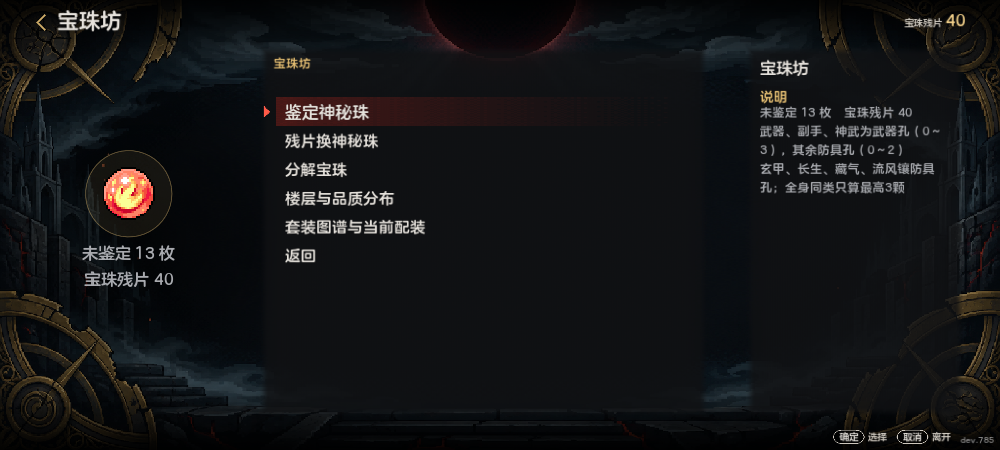 宝珠坊
宝珠残片 40
宝珠坊
鉴定神秘珠
残片换神秘珠
分解宝珠
楼层与品质分布
套装图谱与当前配装
返回
未鉴定 13 枚
宝珠残片 40
宝珠坊
说明
未鉴定 13 枚 宝珠残片 40
武器、副手、神武为武器孔（0~
3），其余防具孔（0~2）
玄甲、长生、藏气、流风镶防具
孔；全身同类只算最高3颗
确定 选择 取消 离开 dev.785